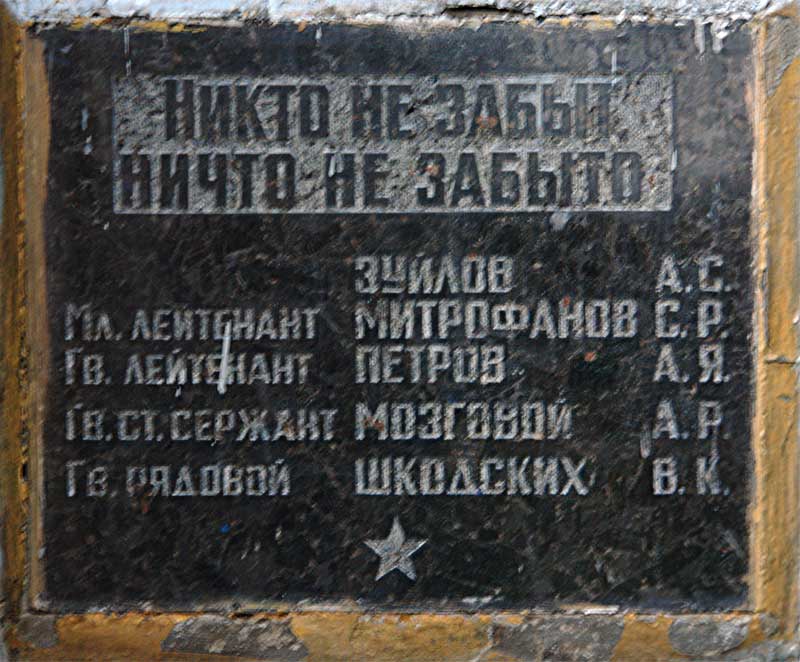 НИКТО НЕ ЗАБЫТ
НИЧТО НЕ ЗАБЫТО
ЗУЙЛОВ А. С.
Мл. ЛЕЙТЕНАНТ МИТРОФАНОВ С. Р.
Гв. ЛЕЙТЕНАНТ ПЕТРОВ А. Я.
Гв. ст. СЕРЖАНТ МОЗГОВОЙ А. Р.
Гв. РЯДОВОЙ ШКОДСКИХ В. К.